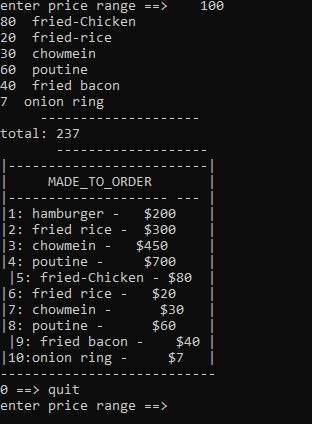 enter price range ==>    100
80  fried-Chicken
20  fried-rice
30  chowmein
60  poutine
40  fried bacon
7  onion ring
     --------------------
total: 237
       -------------------
|-------------------------|
|     MADE_TO_ORDER       |
|-------------------- --- |
|1: hamburger -   $200    |
|2: fried rice -  $300    |
|3: chowmein -   $450     |
|4: poutine -     $700    |
 |5: fried-Chicken - $80  |
|6: fried rice -   $20    |
|7: chowmein -      $30   |
|8: poutine -      $60    |
 |9: fried bacon -    $40 |
|10:onion ring -     $7   |
---------------------------
0 ==> quit
enter price range ==>